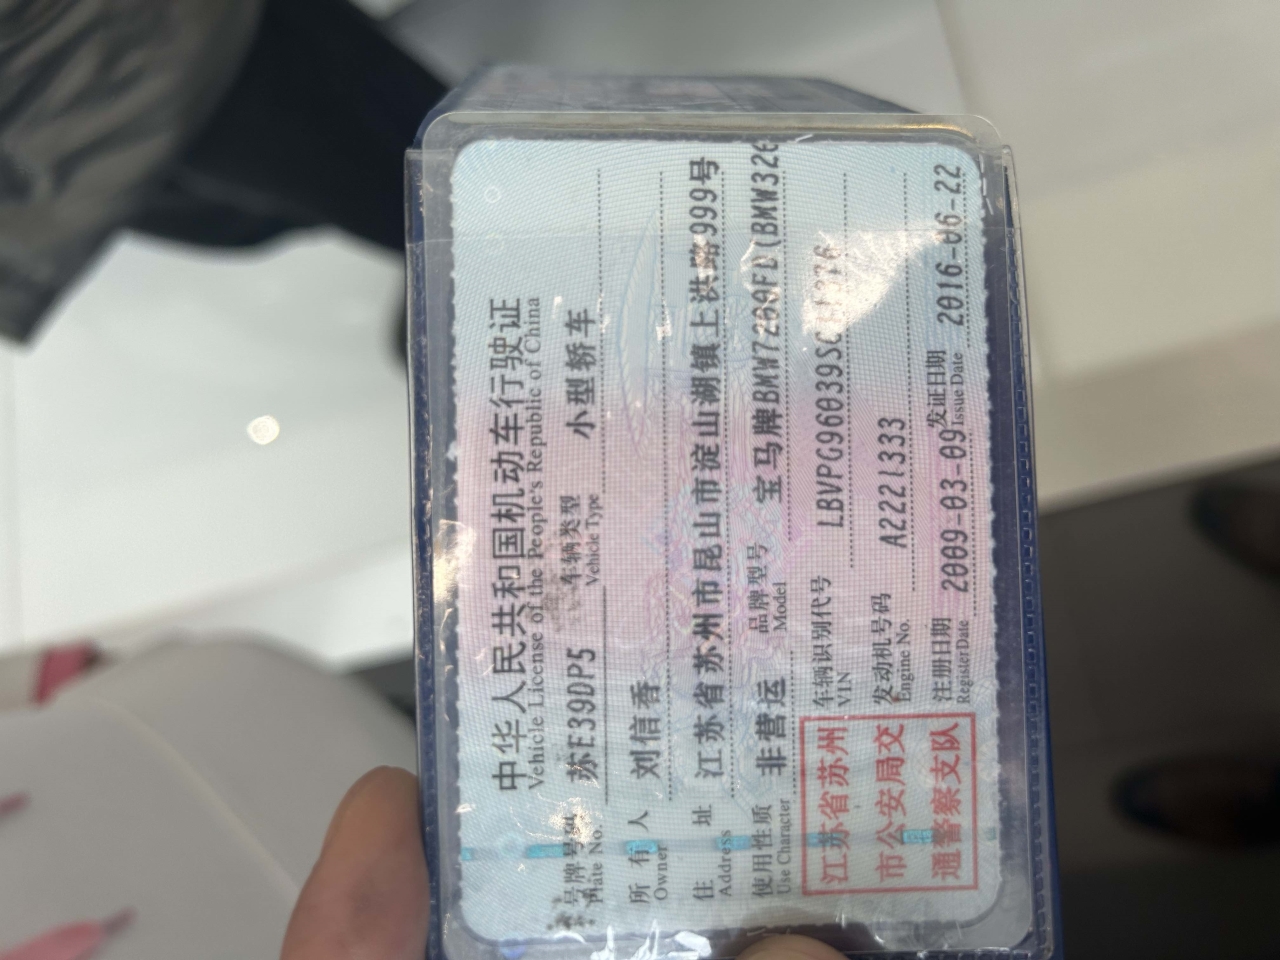 中华人民共和国机动车行驶证
Vehicle License of the People's Republic of China
号牌号码 苏E39DP5 车辆类型 小型轿车
Plate No. Vehicle Type
所有人 刘信香
Owner
住址 江苏省苏州市昆山市淀山湖镇上洪路999号
Address
使用性质 非营运 品牌型号 宝马牌BMW7200FD(BMW320
Use Character Model
江苏省苏州
市公安局交
通警察支队
车辆识别代号
VIN
发动机号码 A2221333
Engine No.
注册日期 2009-03-09 发证日期 2016-06-22
Register Date Issue Date